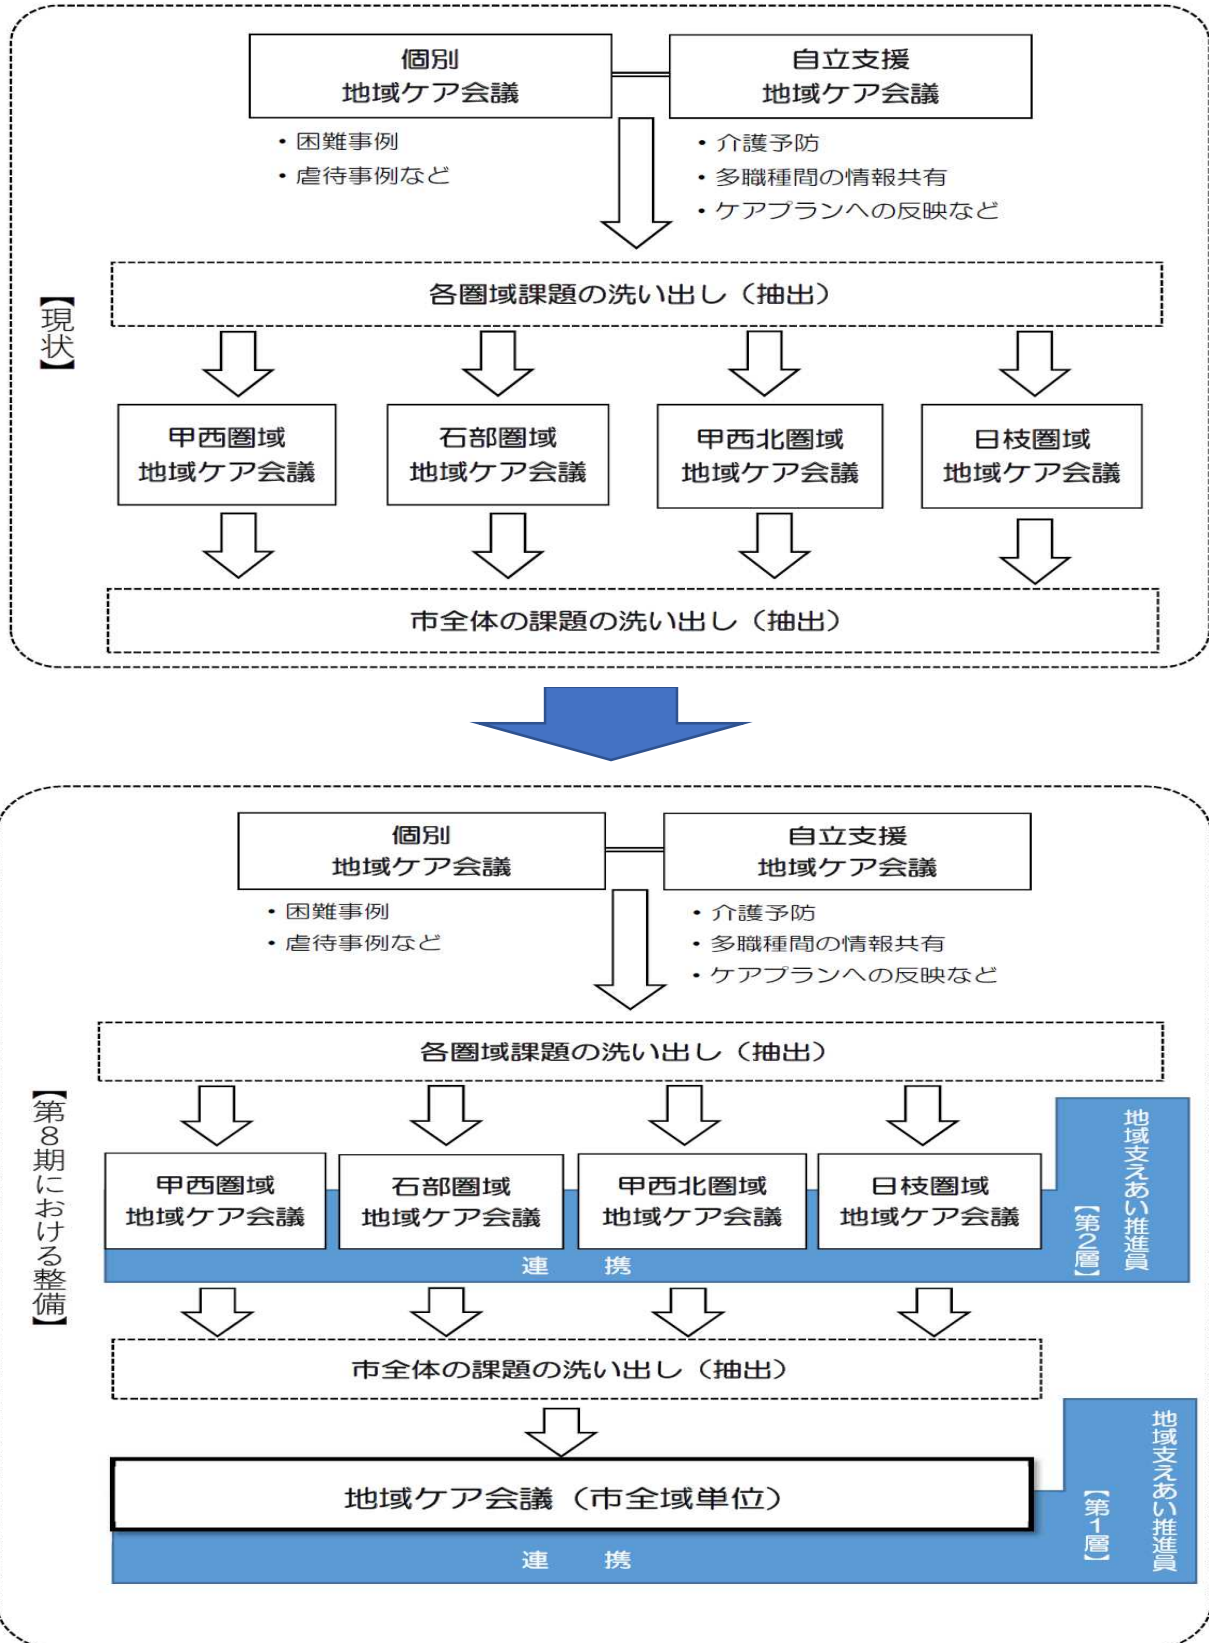 【現状】
個別
地域ケア会議
自立支援
地域ケア会議
・困難事例
・虐待事例など
・介護予防
・多職種間の情報共有
・ケアプランへの反映など
各圏域課題の洗い出し（抽出）
甲西圏域
地域ケア会議
石部圏域
地域ケア会議
甲西北圏域
地域ケア会議
日枝圏域
地域ケア会議
市全体の課題の洗い出し（抽出）
【第８期における整備】
個別
地域ケア会議
自立支援
地域ケア会議
・困難事例
・虐待事例など
・介護予防
・多職種間の情報共有
・ケアプランへの反映など
各圏域課題の洗い出し（抽出）
甲西圏域
地域ケア会議
石部圏域
地域ケア会議
甲西北圏域
地域ケア会議
日枝圏域
地域ケア会議
連　携
地域支えあい推進員
【第２層】
市全体の課題の洗い出し（抽出）
地域ケア会議（市全域単位）
連　携
地域支えあい推進員
【第１層】